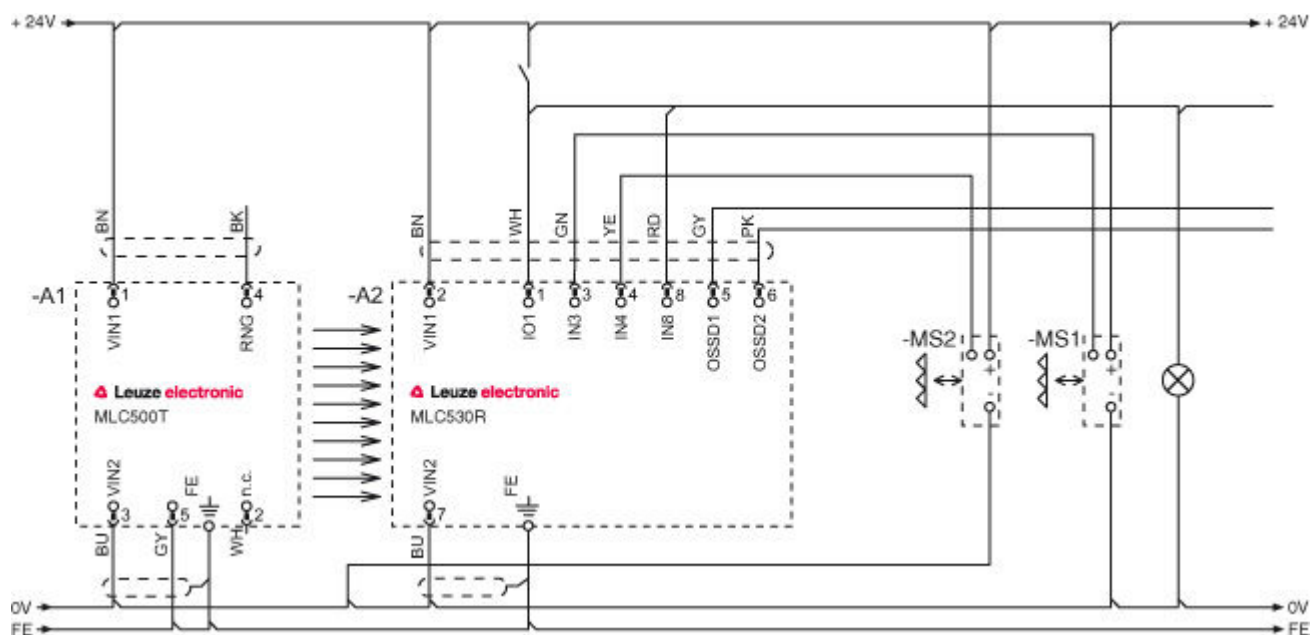 + 24V + 24V
BN BK BN WH GN YE RD GY PK
-A1 1 4 -A2 2 1 3 4 8 5 6
VIN1 RNG VIN1 IO1 IN3 IN4 IN8 OSSD1 OSSD2
-MS2 -MS1
+ +
- -
Leuze electronic Leuze electronic
MLC500T MLC530R
VIN2 FE n.c. VIN2 FE
3 5 2 7
BU GY WH BU
0V 0V
FE FE